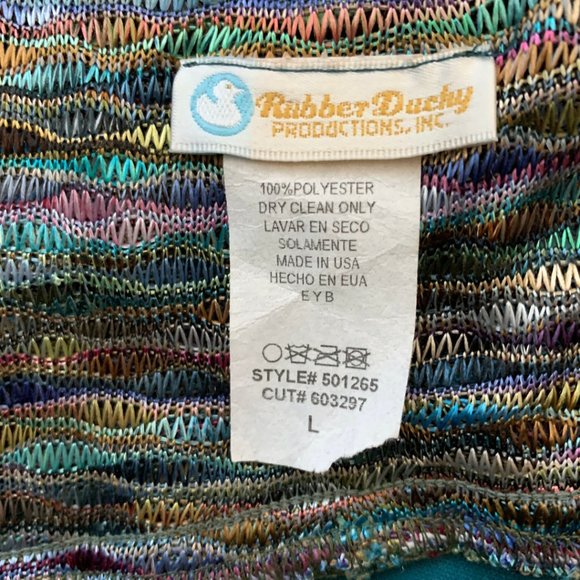 Rubber Ducky
PRODUCTIONS, INC.
100%POLYESTER
DRY CLEAN ONLY
LAVAR EN SECO
SOLAMENTE
MADE IN USA
HECHO EN EUA
E Y B
STYLE# 501265
CUT# 603297
L